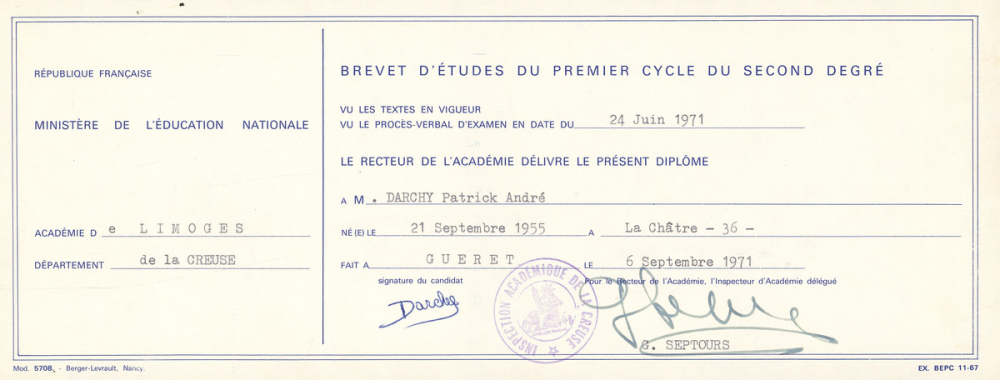 RÉPUBLIQUE FRANÇAISE
MINISTÈRE DE L'ÉDUCATION NATIONALE
ACADÉMIE D e LIMOGES
DÉPARTEMENT de la CREUSE
BREVET D'ÉTUDES DU PREMIER CYCLE DU SECOND DEGRÉ
VU LES TEXTES EN VIGUEUR
VU LE PROCÈS-VERBAL D'EXAMEN EN DATE DU 24 Juin 1971
LE RECTEUR DE L'ACADÉMIE DÉLIVRE LE PRÉSENT DIPLÔME
A M. DARCHY Patrick André
NÉ (E) LE 21 Septembre 1955 A La Châtre - 36 -
FAIT A GUERET LE 6 Septembre 1971
signature du candidat
Pour le Recteur de l'Académie, l'Inspecteur d'Académie délégué
Darchy
INSPECTION ACADÉMIQUE DE LA CREUSE
G. SEPTOURS
Mod. 5708. - Berger-Levrault, Nancy.
EX. BEPC 11-67